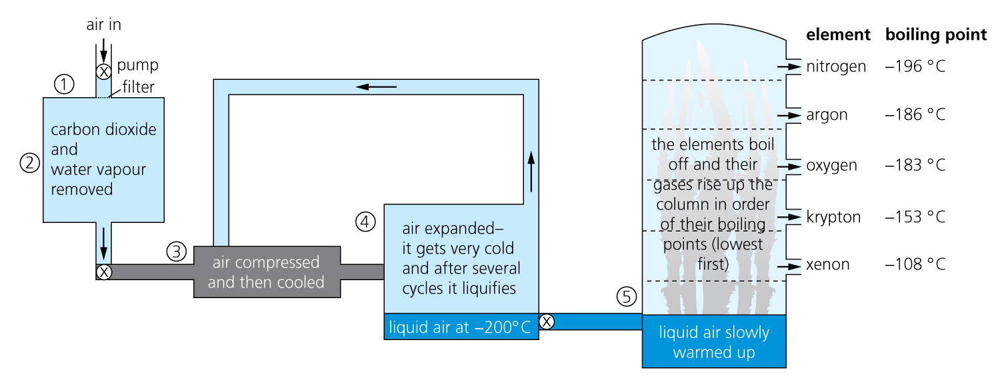 air in
X
pump
filter
1
carbon dioxide
and
water vapour
removed
2
X
3
air compressed
and then cooled
4
air expanded–
it gets very cold
and after several
cycles it liquifies
liquid air at –200°C
X
5
the elements boil
off and their
gases rise up the
column in order
of their boiling
points (lowest
first)
liquid air slowly
warmed up
element boiling point
nitrogen –196 °C
argon –186 °C
oxygen –183 °C
krypton –153 °C
xenon –108 °C